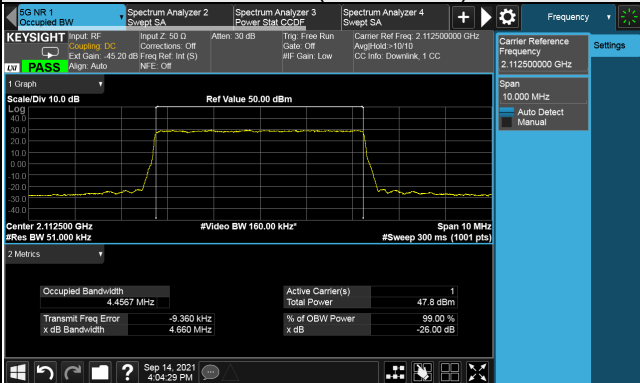 5G NR 1
Occupied BW
Spectrum Analyzer 2
Swept SA
Spectrum Analyzer 3
Power Stat CCDF
Spectrum Analyzer 4
Swept SA
Frequency
KEYSIGHT
LXI
PASS
Input: RF
Coupling: DC
Ext Gain: -45.20 dB
Align: Auto
Input Z: 50 Ω
Corrections: Off
Freq Ref: Int (S)
NFE: Off
Atten: 30 dB
Trig: Free Run
Gate: Off
#IF Gain: Low
Carrier Ref Freq: 2.112500000 GHz
Avg|Hold:>10/10
CC Info: Downlink, 1 CC
Carrier Reference
Frequency
2.112500000 GHz
Settings
Span
10.000 MHz
Auto Detect
Manual
1 Graph
Scale/Div 10.0 dB
Ref Value 50.00 dBm
Log
40.0
30.0
20.0
10.0
0.00
-10.0
-20.0
-30.0
-40.0
Center 2.112500 GHz
#Video BW 160.00 kHz*
Span 10 MHz
#Res BW 51.000 kHz
#Sweep 300 ms (1001 pts)
2 Metrics
Occupied Bandwidth
4.4567 MHz
Active Carrier(s) 1
Total Power 47.8 dBm
Transmit Freq Error -9.360 kHz
x dB Bandwidth 4.660 MHz
% of OBW Power 99.00 %
x dB -26.00 dB
?
Sep 14, 2021
4:04:29 PM